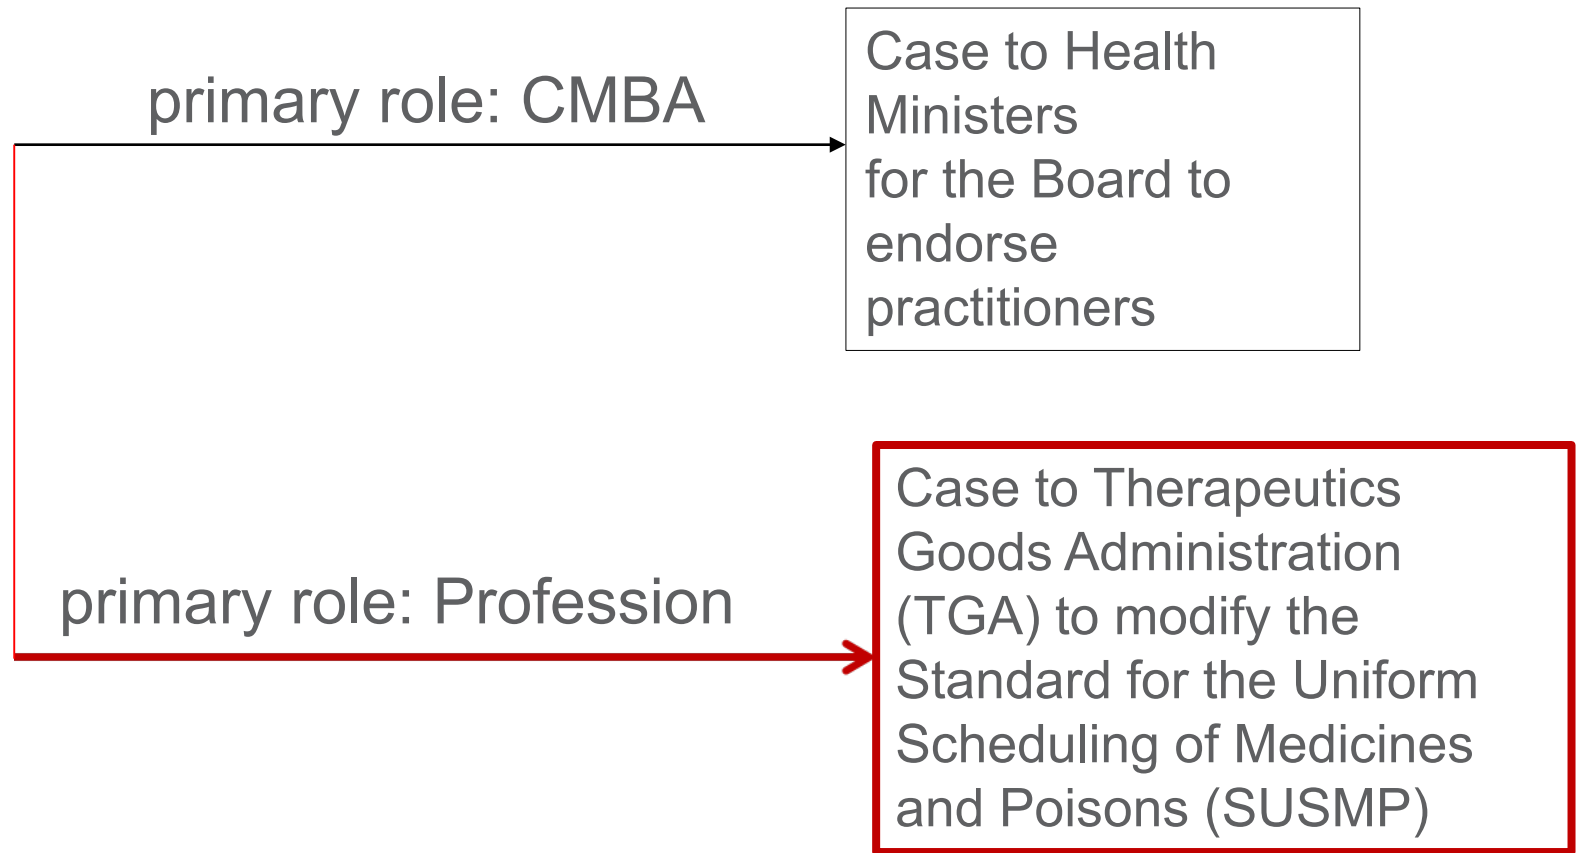 primary role: CMBA
Case to Health
Ministers
for the Board to
endorse
practitioners
primary role: Profession
Case to Therapeutics
Goods Administration
(TGA) to modify the
Standard for the Uniform
Scheduling of Medicines
and Poisons (SUSMP)